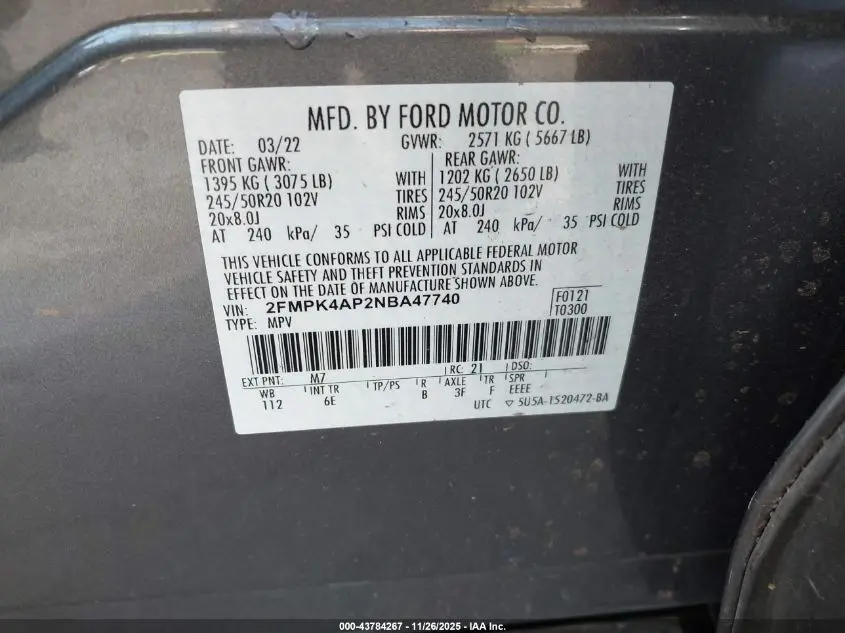 MFD. BY FORD MOTOR CO.
DATE: 03/22 GVWR: 2571 KG ( 5667 LB)
FRONT GAWR: REAR GAWR:
1395 KG ( 3075 LB) WITH 1202 KG ( 2650 LB) WITH
245/50R20 102V TIRES 245/50R20 102V TIRES
20x8.0J RIMS 20x8.0J RIMS
AT 240 kPa/ 35 PSI COLD AT 240 kPa/ 35 PSI COLD
THIS VEHICLE CONFORMS TO ALL APPLICABLE FEDERAL MOTOR
VEHICLE SAFETY AND THEFT PREVENTION STANDARDS IN
EFFECT ON THE DATE OF MANUFACTURE SHOWN ABOVE.
VIN: 2FMPK4AP2NBA47740 F0121
TYPE: MPV T0300
EXT PNT: M7 RC: 21 DSO:
WB INT TR TP/PS R AXLE TR SPR
112 6E B 3F F EEEE
UTC ▽ 5U5A-1520472-BA
000-43784267 - 11/26/2025 - IAA Inc.